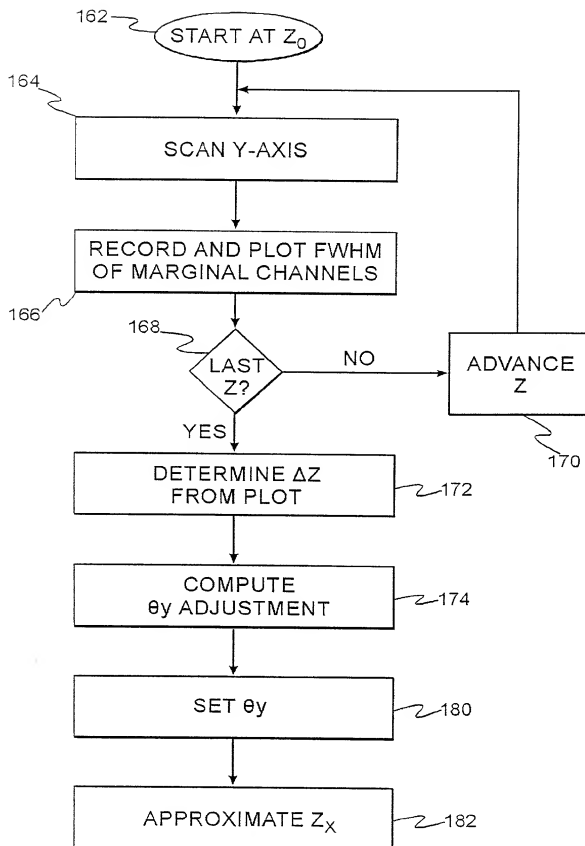 162
START AT Z0
164
SCAN Y-AXIS
RECORD AND PLOT FWHM
OF MARGINAL CHANNELS
166
168
LAST
Z?
NO
ADVANCE
Z
170
YES
DETERMINE ΔZ
FROM PLOT
172
COMPUTE
θy ADJUSTMENT
174
SET θy
180
APPROXIMATE ZX
182